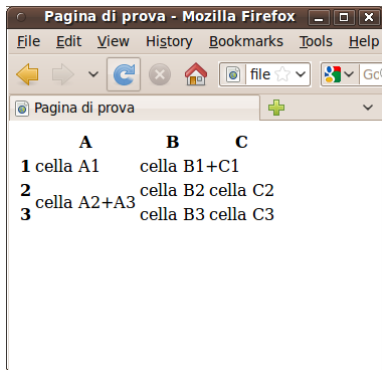 Pagina di prova - Mozilla Firefox
File Edit View History Bookmarks Tools Help
file
Pagina di prova
A B C
1 cella A1 cella B1+C1
2 cella A2+A3 cella B2 cella C2
3 cella B3 cella C3